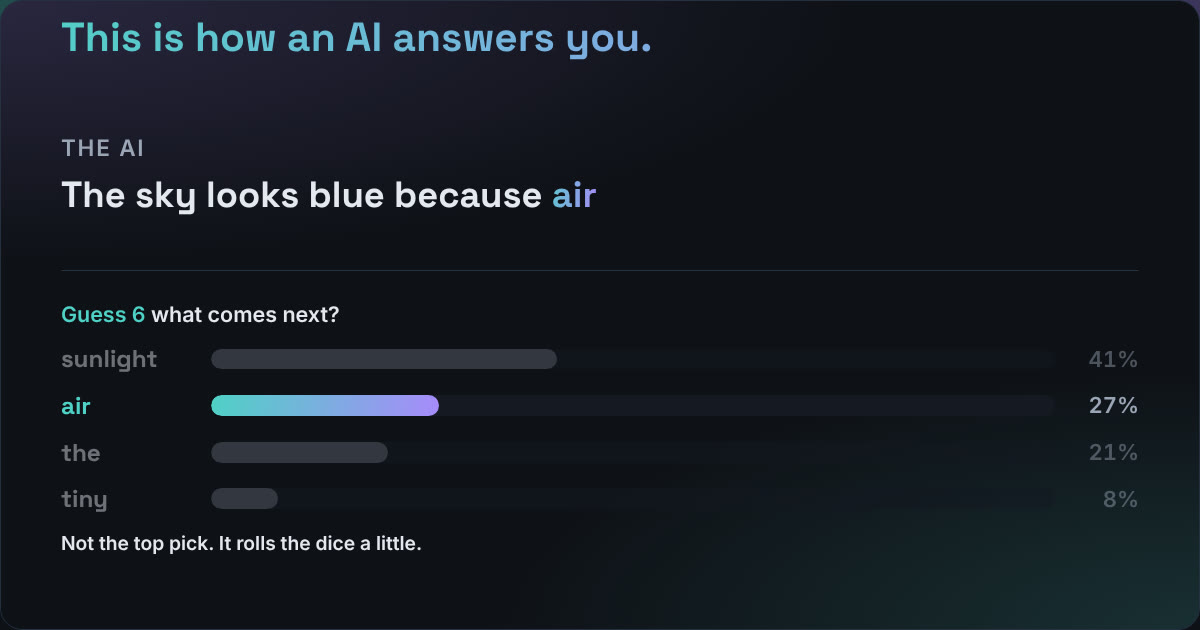 This is how an AI answers you.
THE AI
The sky looks blue because air
Guess 6 what comes next?
sunlight 41%
air 27%
the 21%
tiny 8%
Not the top pick. It rolls the dice a little.